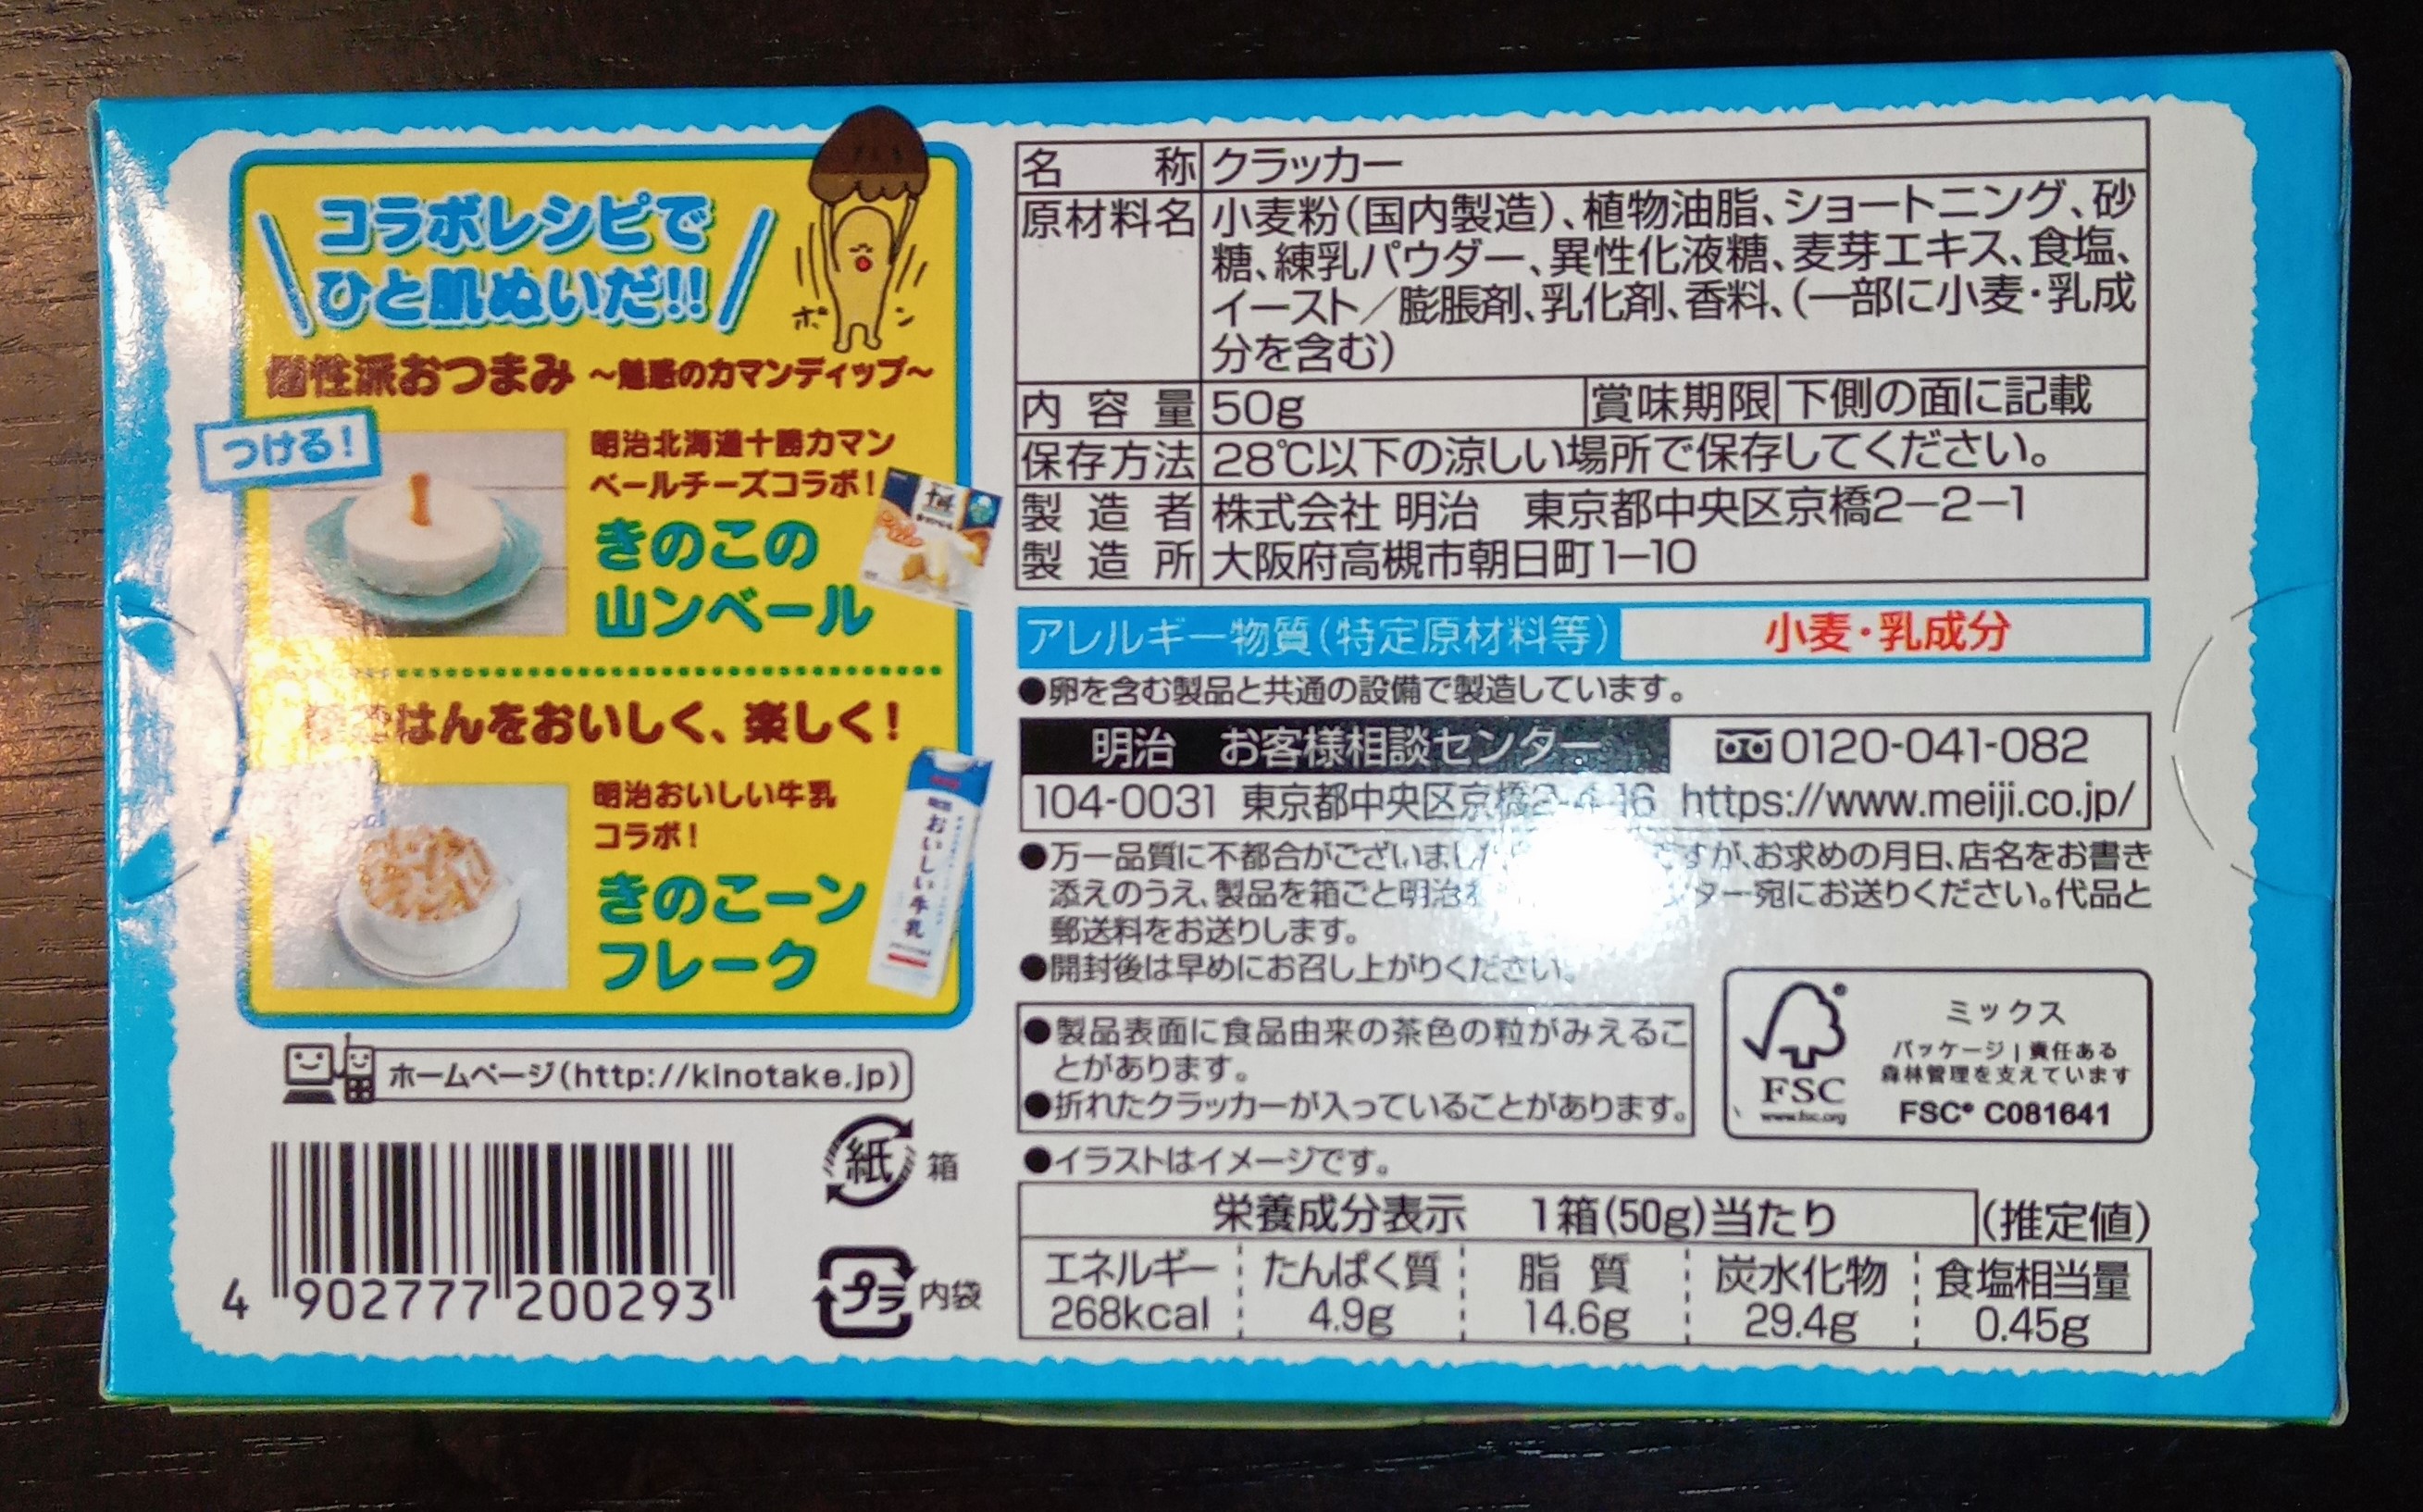 コラボレシピで
ひと肌ぬいだ!!
ポ ン
個性派おつまみ ～魅惑のカマンディップ～
つける!
明治北海道十勝カマン
ベールチーズコラボ!
きのこの
山ンベール
はんをおいしく、楽しく!
明治おいしい牛乳
コラボ!
おいしい牛乳
きのこーン
フレーク
ホームページ(http://kinotake.jp)
4 902777 200293
紙 箱
プラ 内袋
名 称 クラッカー
原材料名 小麦粉(国内製造)、植物油脂、ショートニング、砂
糖、練乳パウダー、異性化液糖、麦芽エキス、食塩、
イースト／膨脹剤、乳化剤、香料、(一部に小麦・乳成
分を含む)
内容量 50g 賞味期限 下側の面に記載
保存方法 28℃以下の涼しい場所で保存してください。
製造者 株式会社 明治 東京都中央区京橋2－2－1
製造所 大阪府高槻市朝日町1－10
アレルギー物質(特定原材料等) 小麦・乳成分
●卵を含む製品と共通の設備で製造しています。
明治 お客様相談センター 0120-041-082
104-0031 東京都中央区京橋2-4-16 https://www.meiji.co.jp/
●万一品質に不都合がございまし すが、お求めの月日、店名をお書き
添えのうえ、製品を箱ごと明治 ター宛にお送りください。代品と
郵送料をお送りします。
●開封後は早めにお召し上がりください。
●製品表面に食品由来の茶色の粒がみえるこ
とがあります。
●折れたクラッカーが入っていることがあります。
FSC
www.fsc.org
ミックス
パッケージ | 責任ある
森林管理を支えています
FSC® C081641
●イラストはイメージです。
栄養成分表示 1箱(50g)当たり (推定値)
エネルギー たんぱく質 脂質 炭水化物 食塩相当量
268kcal 4.9g 14.6g 29.4g 0.45g